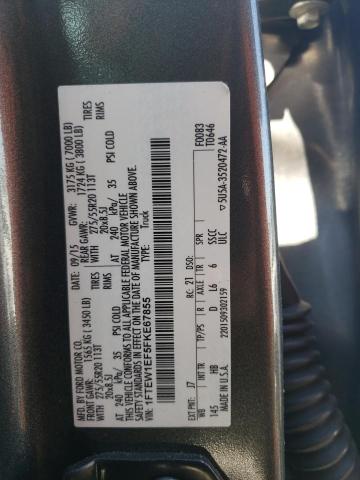 MFD. BY FORD MOTOR CO.
DATE: 09/15 GVWR: 3175 KG (7000 LB)
FRONT GAWR: 1565 KG (3450 LB) REAR GAWR: 1724 KG (3800 LB)
WITH 275/55R20 113T TIRES WITH 275/55R20 113T TIRES
20x8.5J RIMS 20x8.5J RIMS
AT 240 kPa/ 35 PSI COLD AT 240 kPa/ 35 PSI COLD
THIS VEHICLE CONFORMS TO ALL APPLICABLE FEDERAL MOTOR VEHICLE
SAFETY STANDARDS IN EFFECT ON THE DATE OF MANUFACTURE SHOWN ABOVE.
VIN: 1FTEW1EF5FKE67855
TYPE: Truck
F0083
T0646
EXT PNT: J7 RC: 21 DSO:
WB INT TR TP/PS R AXLE TR SPR
145 HB D L6 6 SSCC
ULC
2201509302159
5U5A-3520472-AA
MADE IN U.S.A.